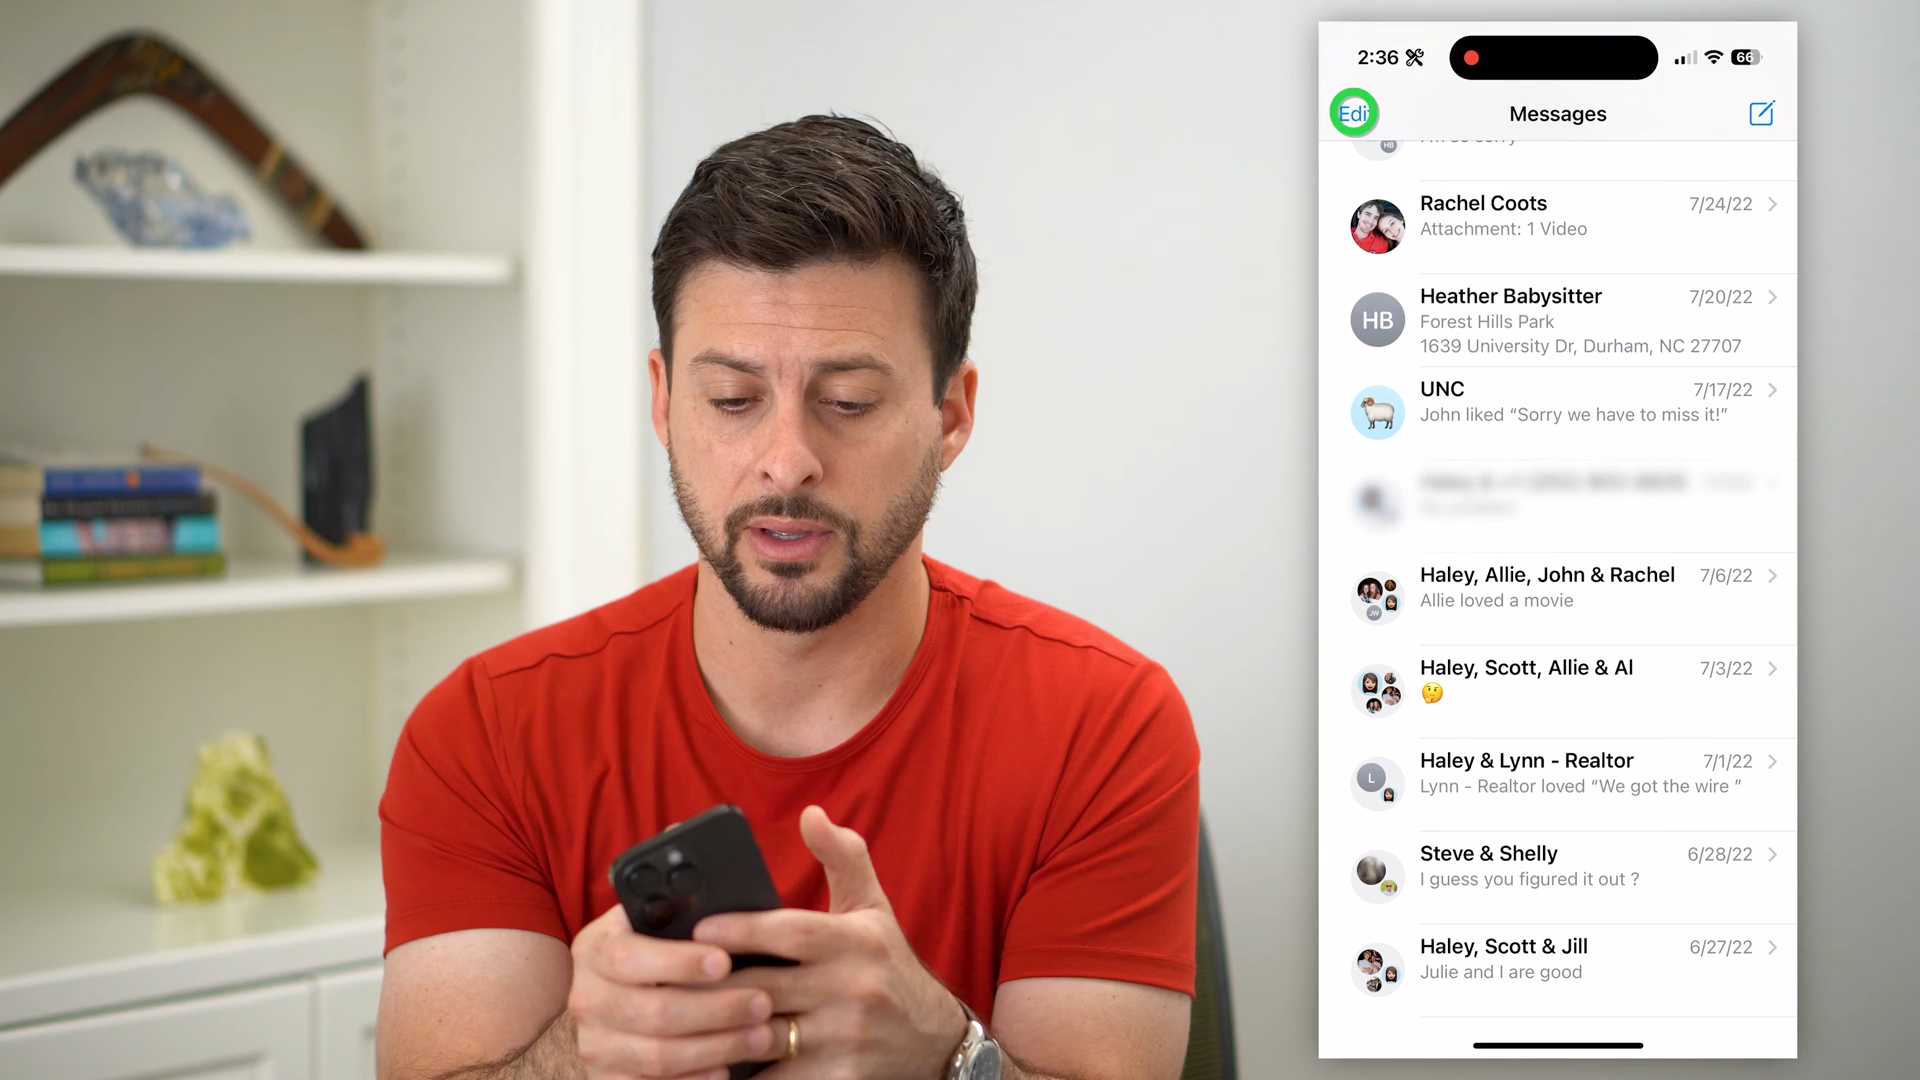 2:36
66
Edit
Messages
HB
Rachel Coots
7/24/22
Attachment: 1 Video
HB
Heather Babysitter
7/20/22
Forest Hills Park
1639 University Dr, Durham, NC 27707
UNC
7/17/22
John liked “Sorry we have to miss it!”
Haley, Allie, John & Rachel
7/6/22
JW
Allie loved a movie
Haley, Scott, Allie & Al
7/3/22
🤔
Haley & Lynn - Realtor
7/1/22
L
Lynn - Realtor loved “We got the wire ”
Steve & Shelly
6/28/22
I guess you figured it out ?
Haley, Scott & Jill
6/27/22
Julie and I are good